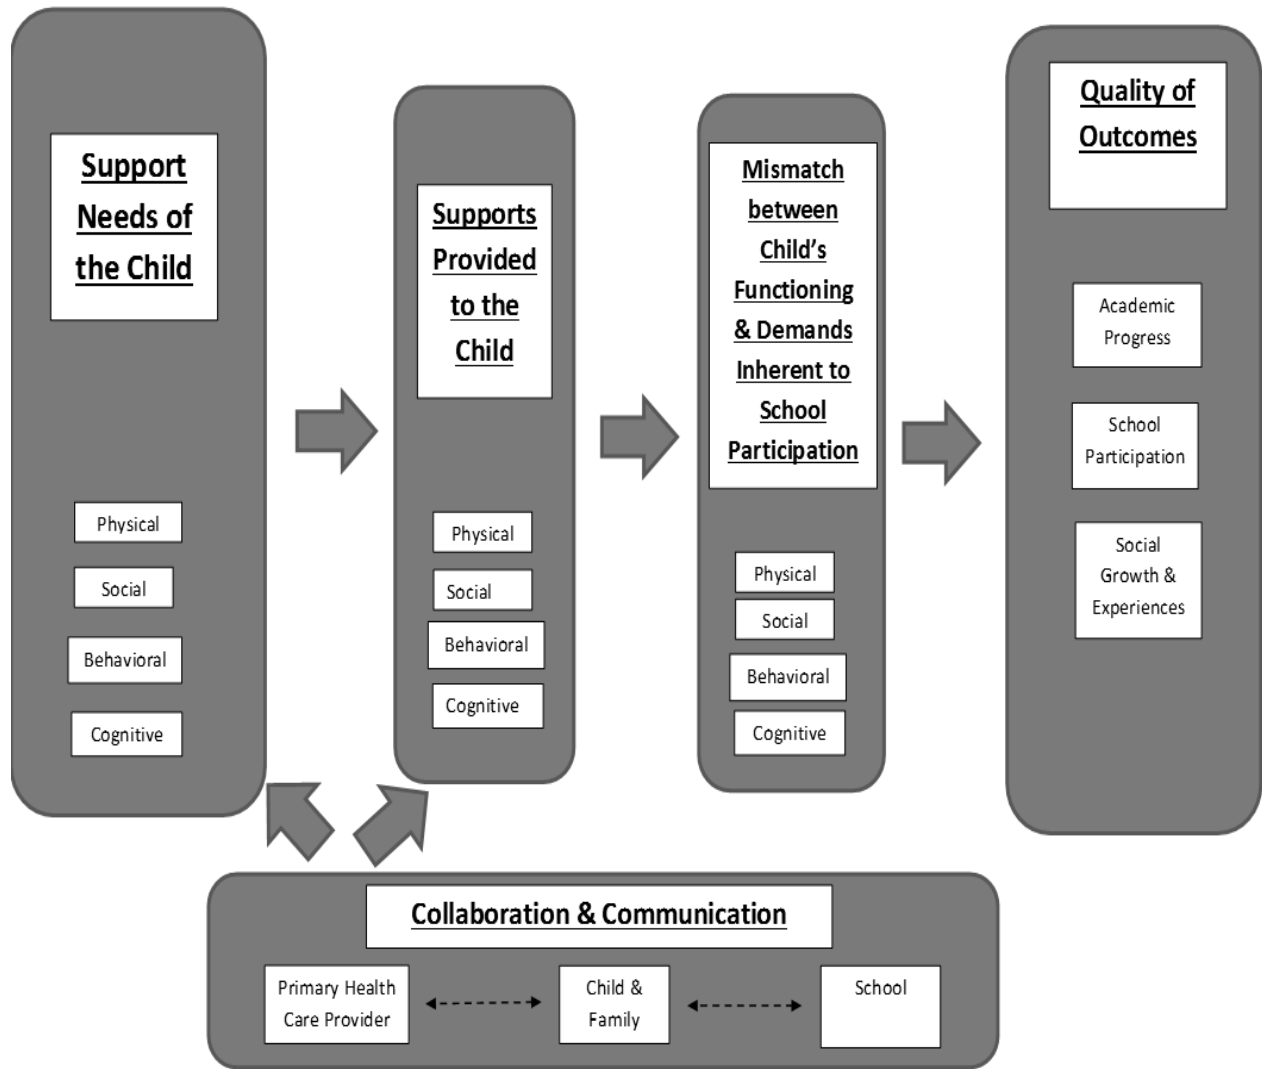 Support
Needs of
the Child
Physical
Social
Behavioral
Cognitive
Supports
Provided
to the
Child
Physical
Social
Behavioral
Cognitive
Mismatch
between
Child's
Functioning
& Demands
Inherent to
School
Participation
Physical
Social
Behavioral
Cognitive
Quality of
Outcomes
Academic
Progress
School
Participation
Social
Growth &
Experiences
Collaboration & Communication
Primary Health
Care Provider
Child &
Family
School